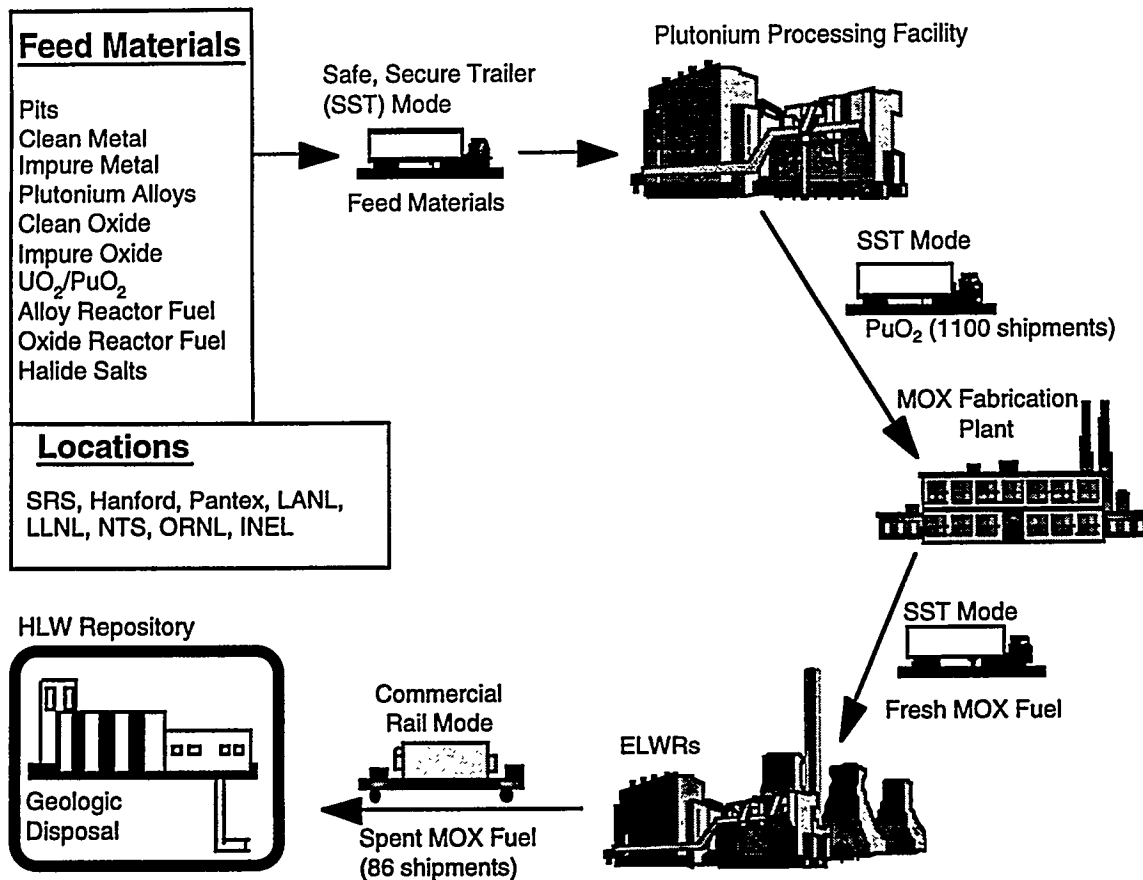 Feed Materials
Pits
Clean Metal
Impure Metal
Plutonium Alloys
Clean Oxide
Impure Oxide
UO₂/PuO₂
Alloy Reactor Fuel
Oxide Reactor Fuel
Halide Salts
Locations
SRS, Hanford, Pantex, LANL,
LLNL, NTS, ORNL, INEL
Safe, Secure Trailer
(SST) Mode
Feed Materials
Plutonium Processing Facility
SST Mode
PuO₂ (1100 shipments)
MOX Fabrication
Plant
SST Mode
Fresh MOX Fuel
ELWRs
Commercial
Rail Mode
Spent MOX Fuel
(86 shipments)
HLW Repository
Geologic
Disposal